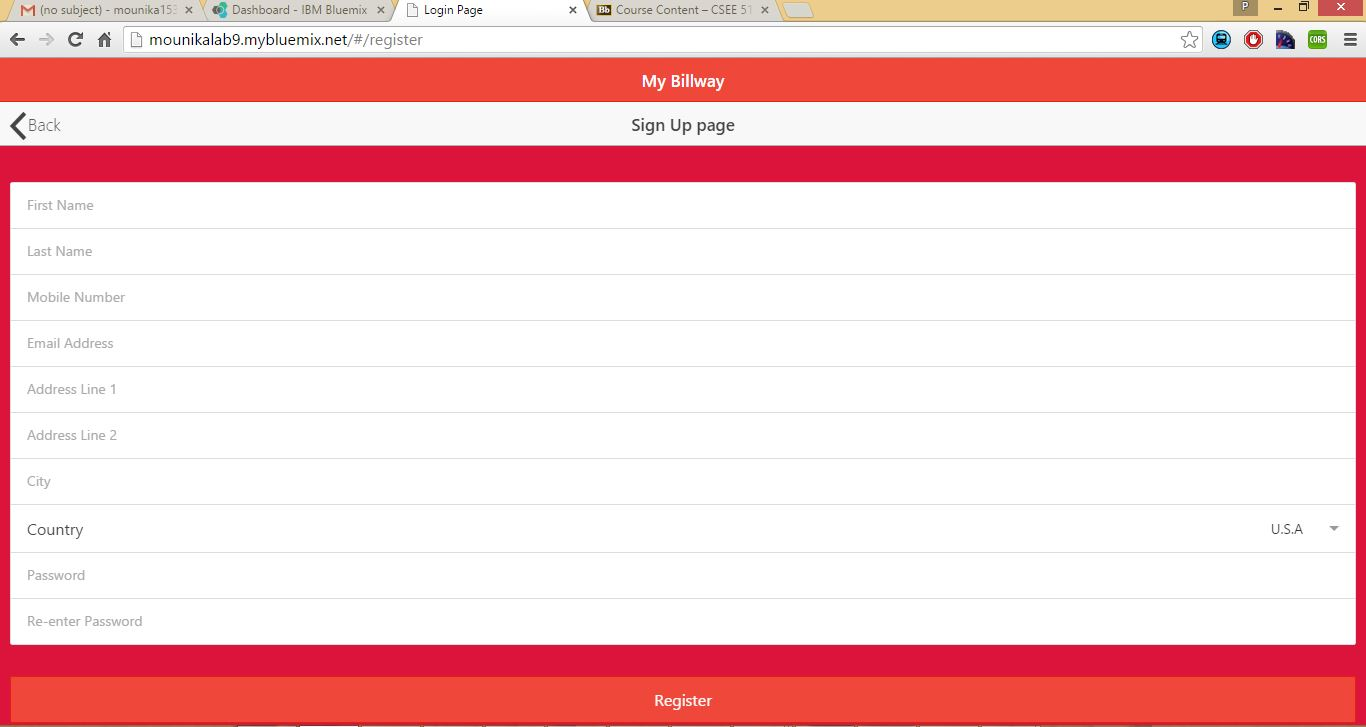 (no subject) - mounika153
Dashboard - IBM Bluemix
Login Page
Bb Course Content – CSEE 51
P
mounikalab9.mybluemix.net/#/register
CORS
My Billway
Back
Sign Up page
First Name
Last Name
Mobile Number
Email Address
Address Line 1
Address Line 2
City
Country U.S.A
Password
Re-enter Password
Register